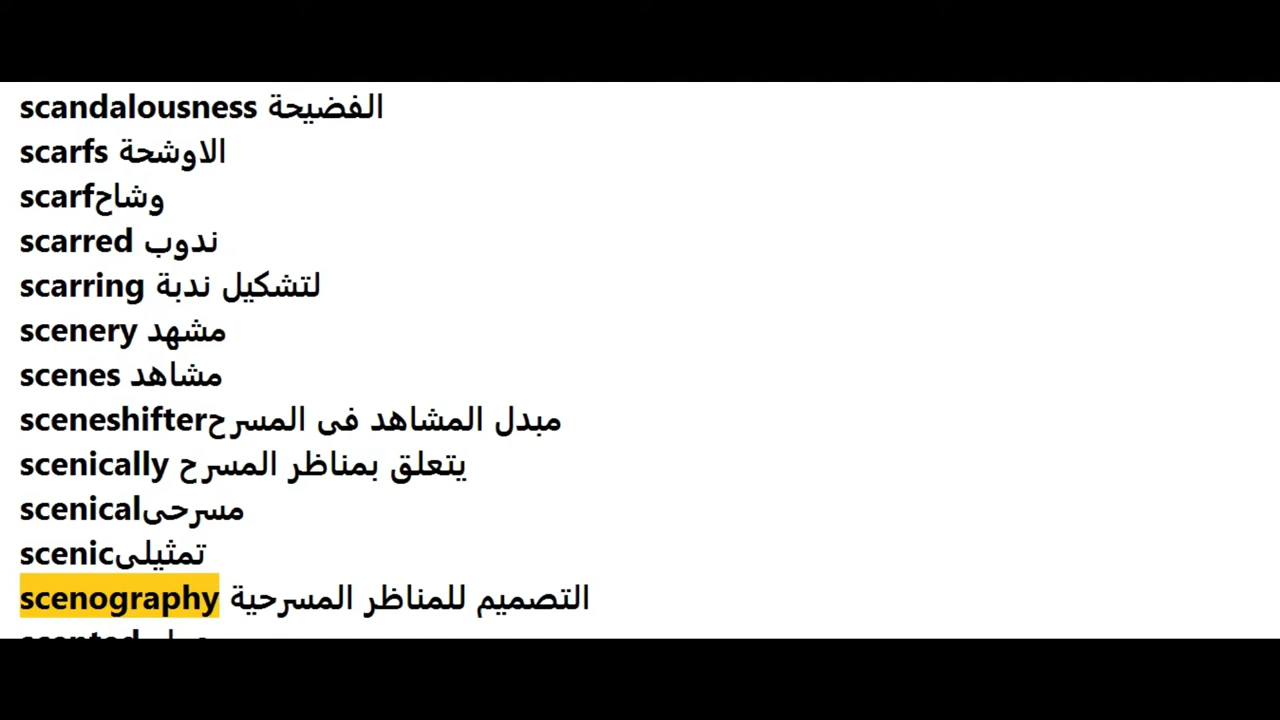 scandalousness الفضيحة
scarfs الاوشحة
scarfوشاح
scarred ندوب
scarring لتشكيل ندبة
scenery مشهد
scenes مشاهد
sceneshifterمبدل المشاهد فى المسرح
scenically يتعلق بمناظر المسرح
scenicalمسرحى
scenicتمثيلى
scenography التصميم للمناظر المسرحية
scented